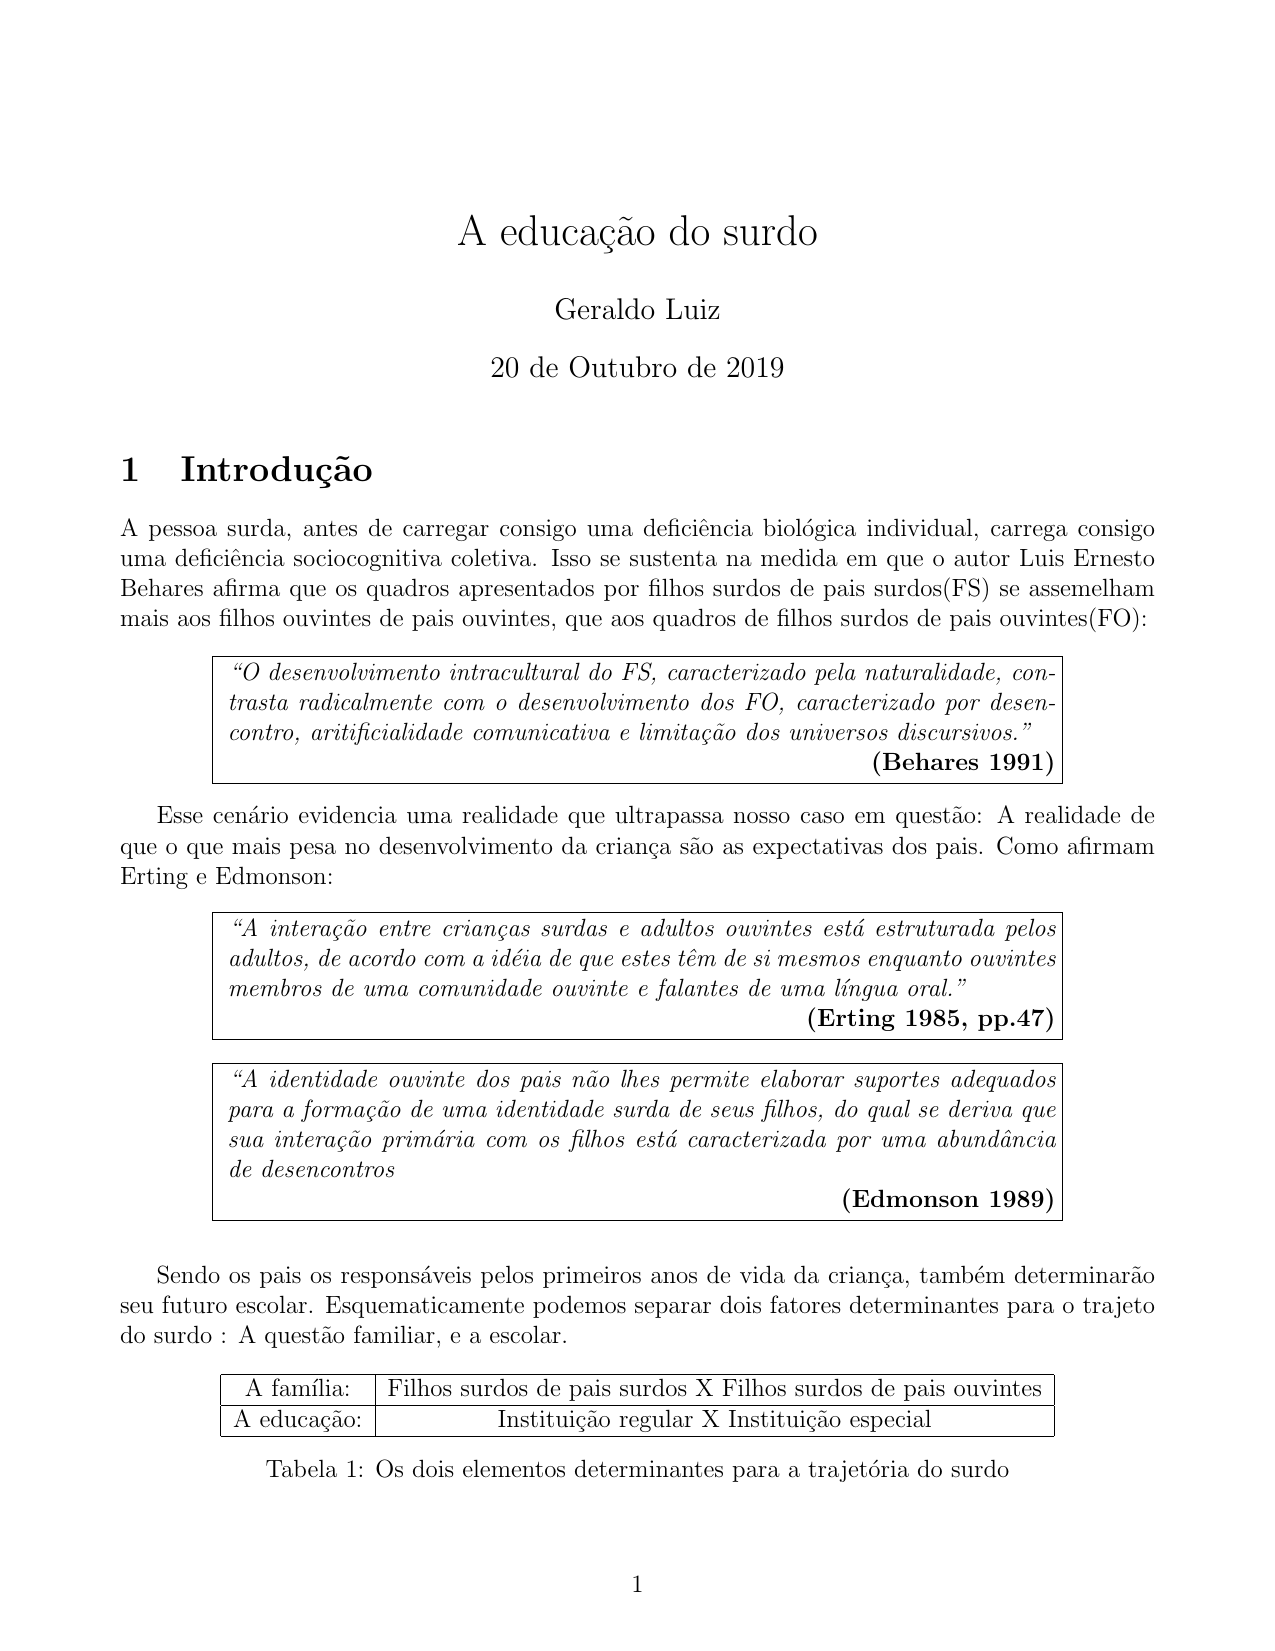 A educação do surdo
Geraldo Luiz
20 de Outubro de 2019
1 Introdução
A pessoa surda, antes de carregar consigo uma deficiência biológica individual, carrega consigo
uma deficiência sociocognitiva coletiva. Isso se sustenta na medida em que o autor Luis Ernesto
Behares afirma que os quadros apresentados por filhos surdos de pais surdos(FS) se assemelham
mais aos filhos ouvintes de pais ouvintes, que aos quadros de filhos surdos de pais ouvintes(FO):
“O desenvolvimento intracultural do FS, caracterizado pela naturalidade, con-
trasta radicalmente com o desenvolvimento dos FO, caracterizado por desen-
contro, aritificialidade comunicativa e limitação dos universos discursivos.”
(Behares 1991)
Esse cenário evidencia uma realidade que ultrapassa nosso caso em questão: A realidade de
que o que mais pesa no desenvolvimento da criança são as expectativas dos pais. Como afirmam
Erting e Edmonson:
“A interação entre crianças surdas e adultos ouvintes está estruturada pelos
adultos, de acordo com a idéia de que estes têm de si mesmos enquanto ouvintes
membros de uma comunidade ouvinte e falantes de uma língua oral.”
(Erting 1985, pp.47)
“A identidade ouvinte dos pais não lhes permite elaborar suportes adequados
para a formação de uma identidade surda de seus filhos, do qual se deriva que
sua interação primária com os filhos está caracterizada por uma abundância
de desencontros
(Edmonson 1989)
Sendo os pais os responsáveis pelos primeiros anos de vida da criança, também determinarão
seu futuro escolar. Esquematicamente podemos separar dois fatores determinantes para o trajeto
do surdo : A questão familiar, e a escolar.
A família: Filhos surdos de pais surdos X Filhos surdos de pais ouvintes
A educação: Instituição regular X Instituição especial
Tabela 1: Os dois elementos determinantes para a trajetória do surdo
1